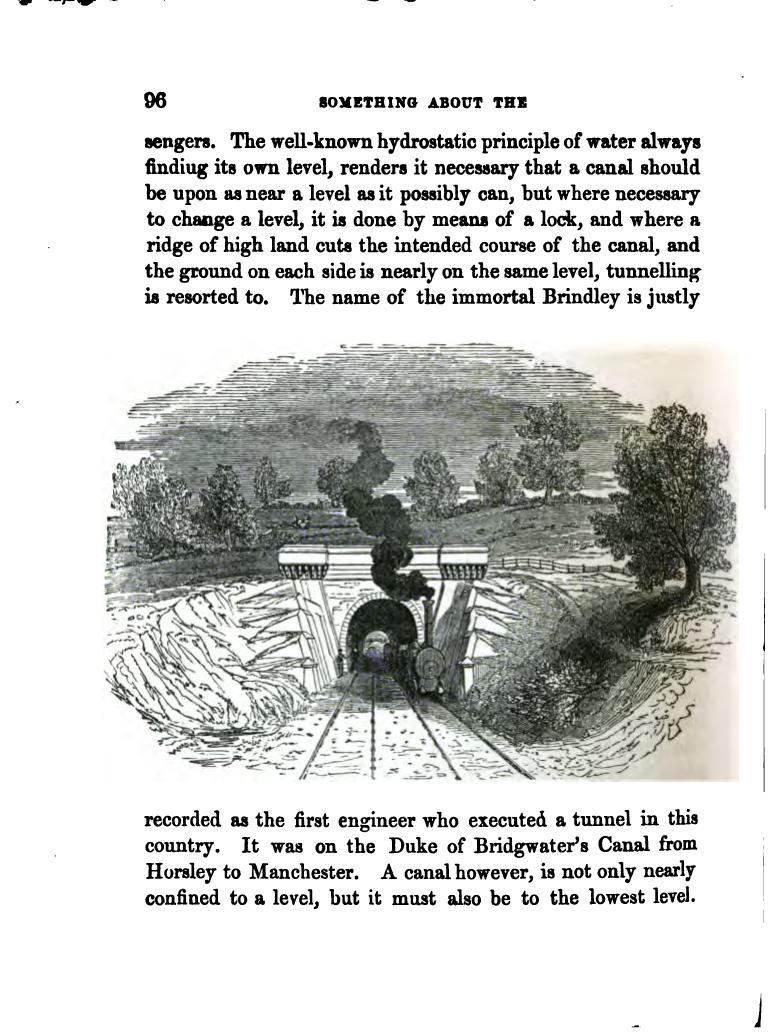 96 SOMETHING ABOUT THE
sengers. The well-known hydrostatic principle of water always
findiug its own level, renders it necessary that a canal should
be upon as near a level as it possibly can, but where necessary
to change a level, it is done by means of a lock, and where a
ridge of high land cuts the intended course of the canal, and
the ground on each side is nearly on the same level, tunnelling
is resorted to. The name of the immortal Brindley is justly
recorded as the first engineer who executed a tunnel in this
country. It was on the Duke of Bridgwater's Canal from
Horsley to Manchester. A canal however, is not only nearly
confined to a level, but it must also be to the lowest level.